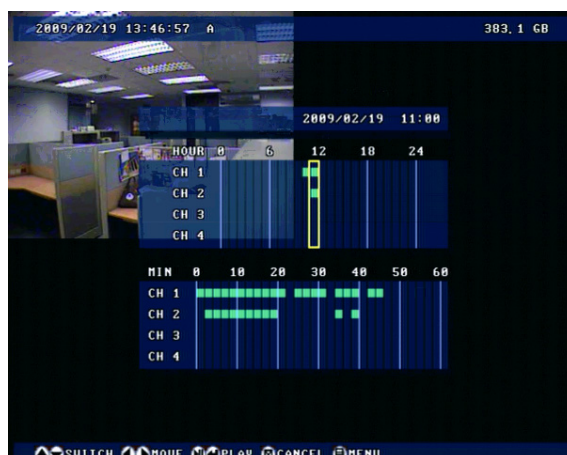 2009/02/19 13:46:57 A 383.1 GB
2009/02/19 11:00
HOUR 0 6 12 18 24
CH 1
CH 2
CH 3
CH 4
MIN 0 10 20 30 40 50 60
CH 1
CH 2
CH 3
CH 4
SWITCH MOVE PLAY CANCEL MENU